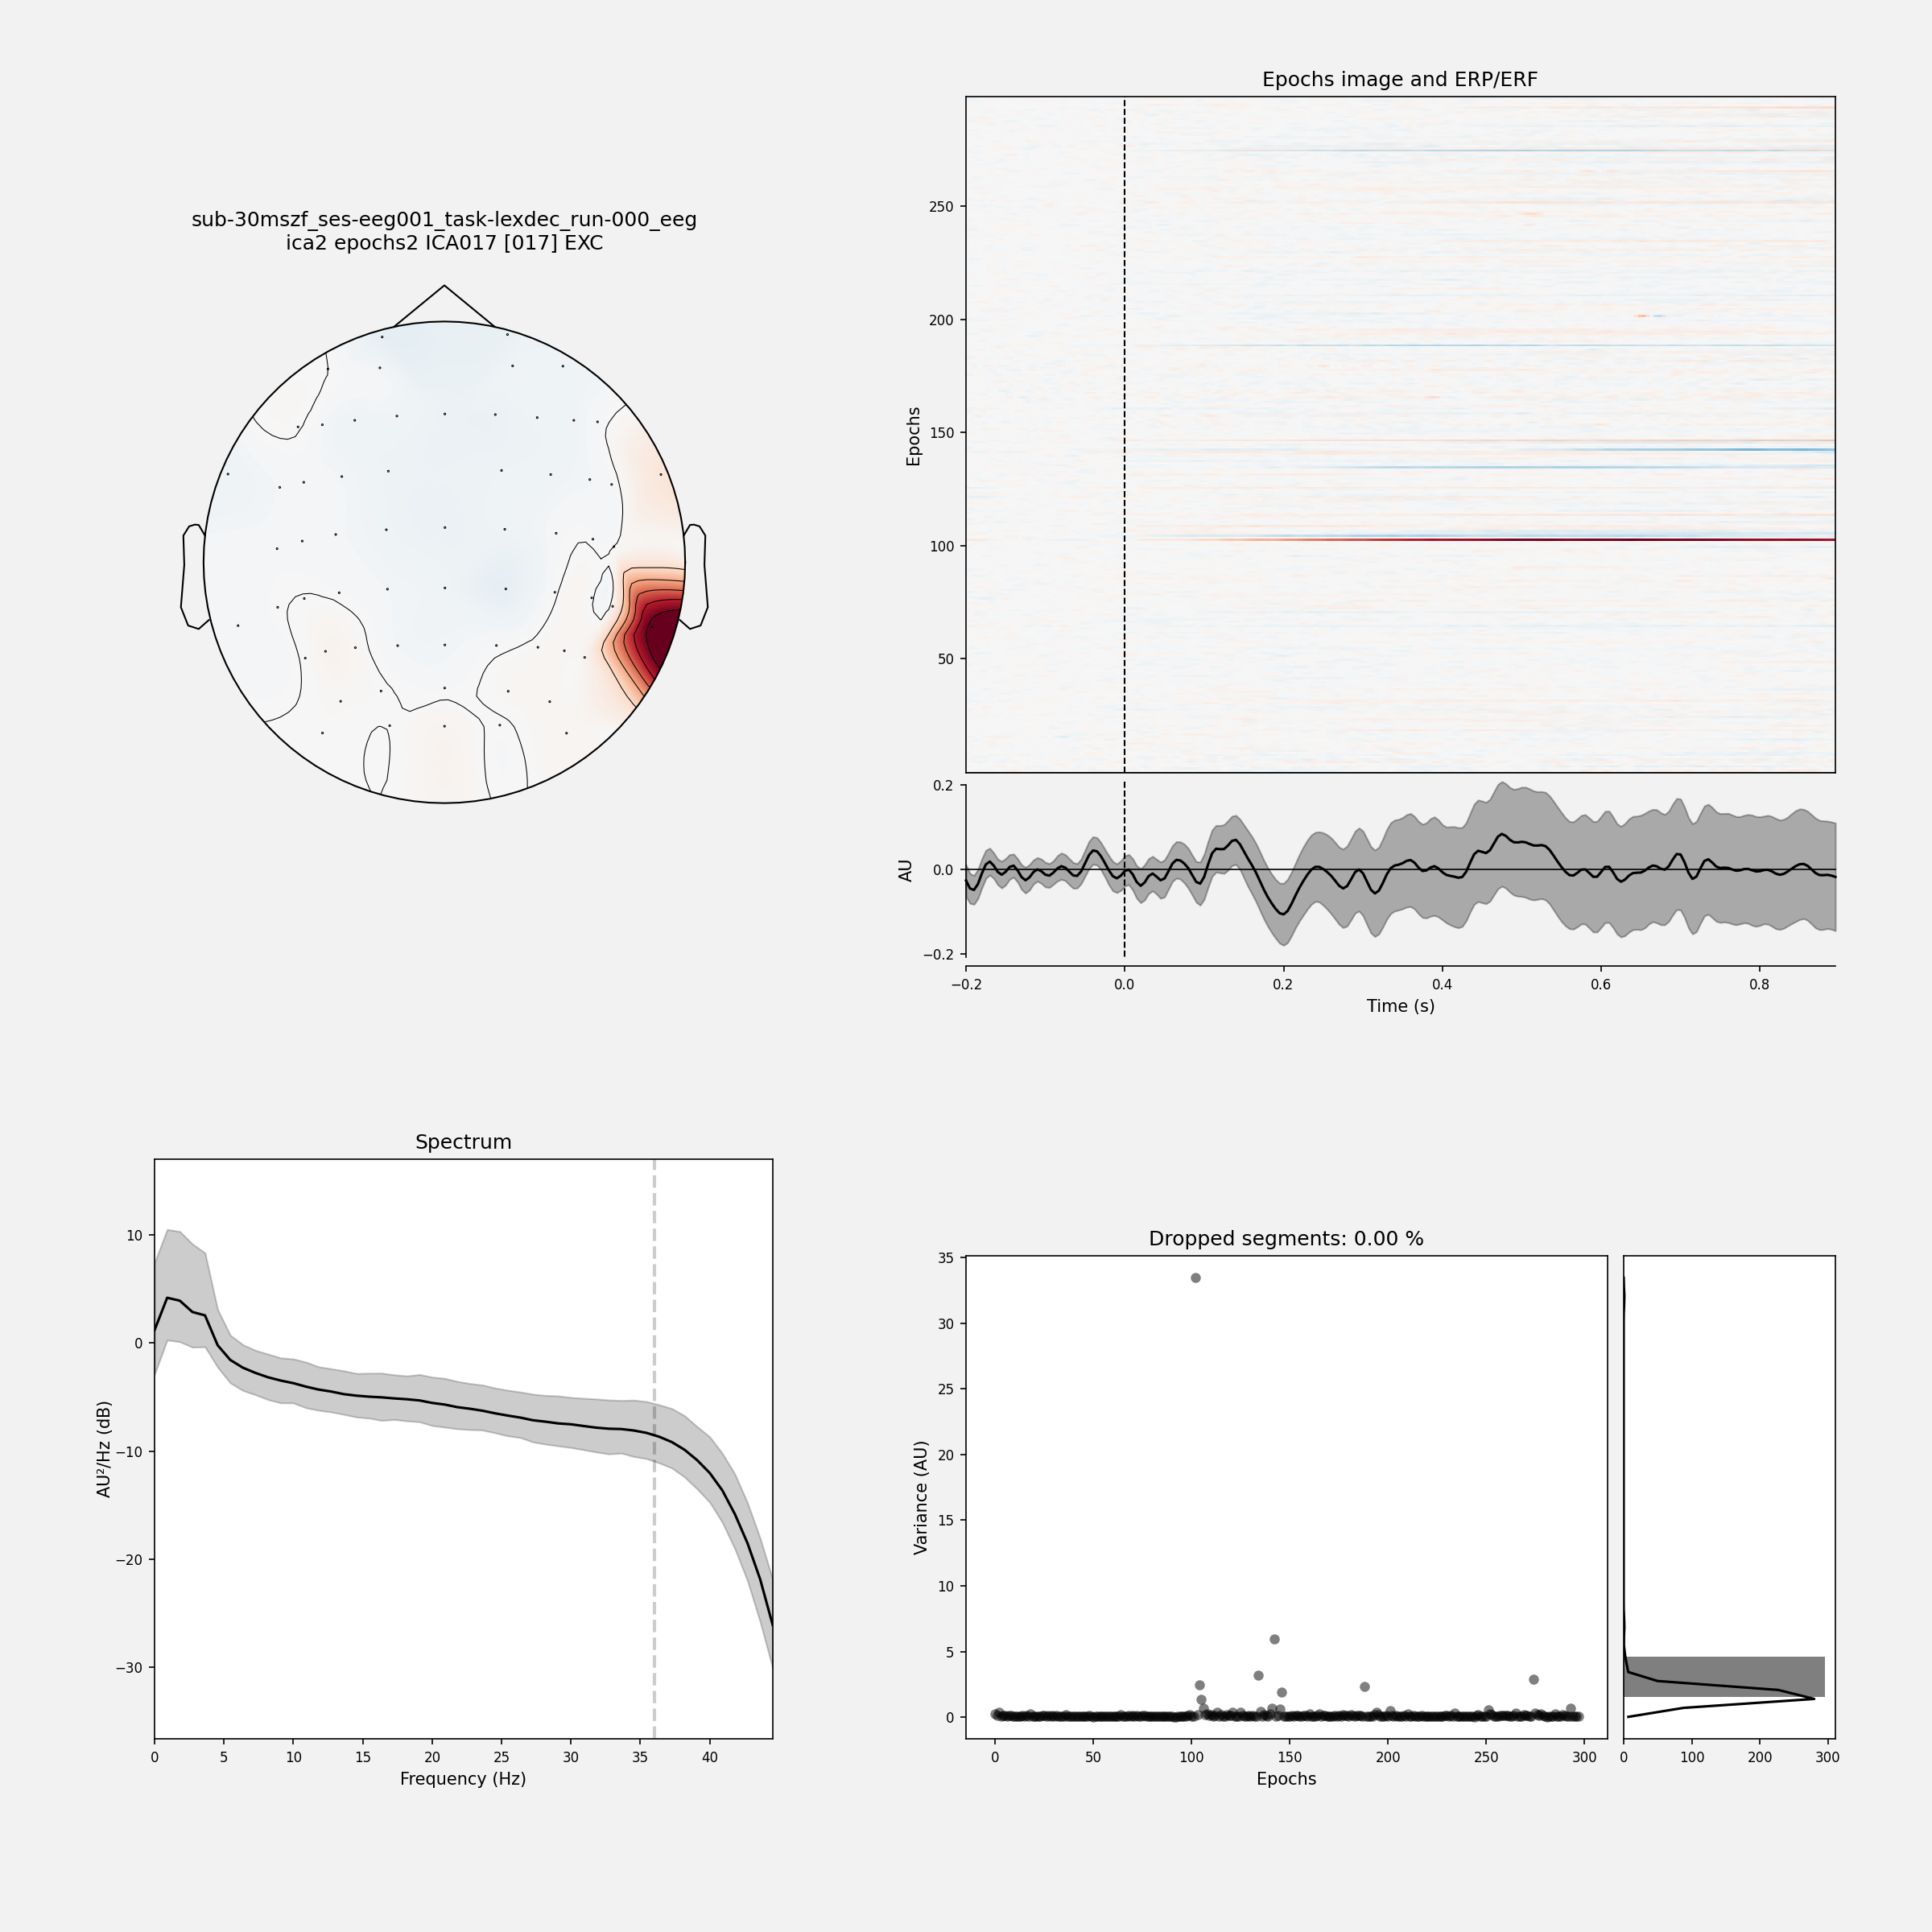 sub-30mszf_ses-eeg001_task-lexdec_run-000_eeg
ica2 epochs2 ICA017 [017] EXC
Epochs image and ERP/ERF
Epochs
250
200
150
100
50
AU
0.2
0.0
−0.2
−0.2 0.0 0.2 0.4 0.6 0.8
Time (s)
Spectrum
AU²/Hz (dB)
10
0
−10
−20
−30
0 5 10 15 20 25 30 35 40
Frequency (Hz)
Dropped segments: 0.00 %
Variance (AU)
35
30
25
20
15
10
5
0
0 50 100 150 200 250 300
Epochs
0 100 200 300